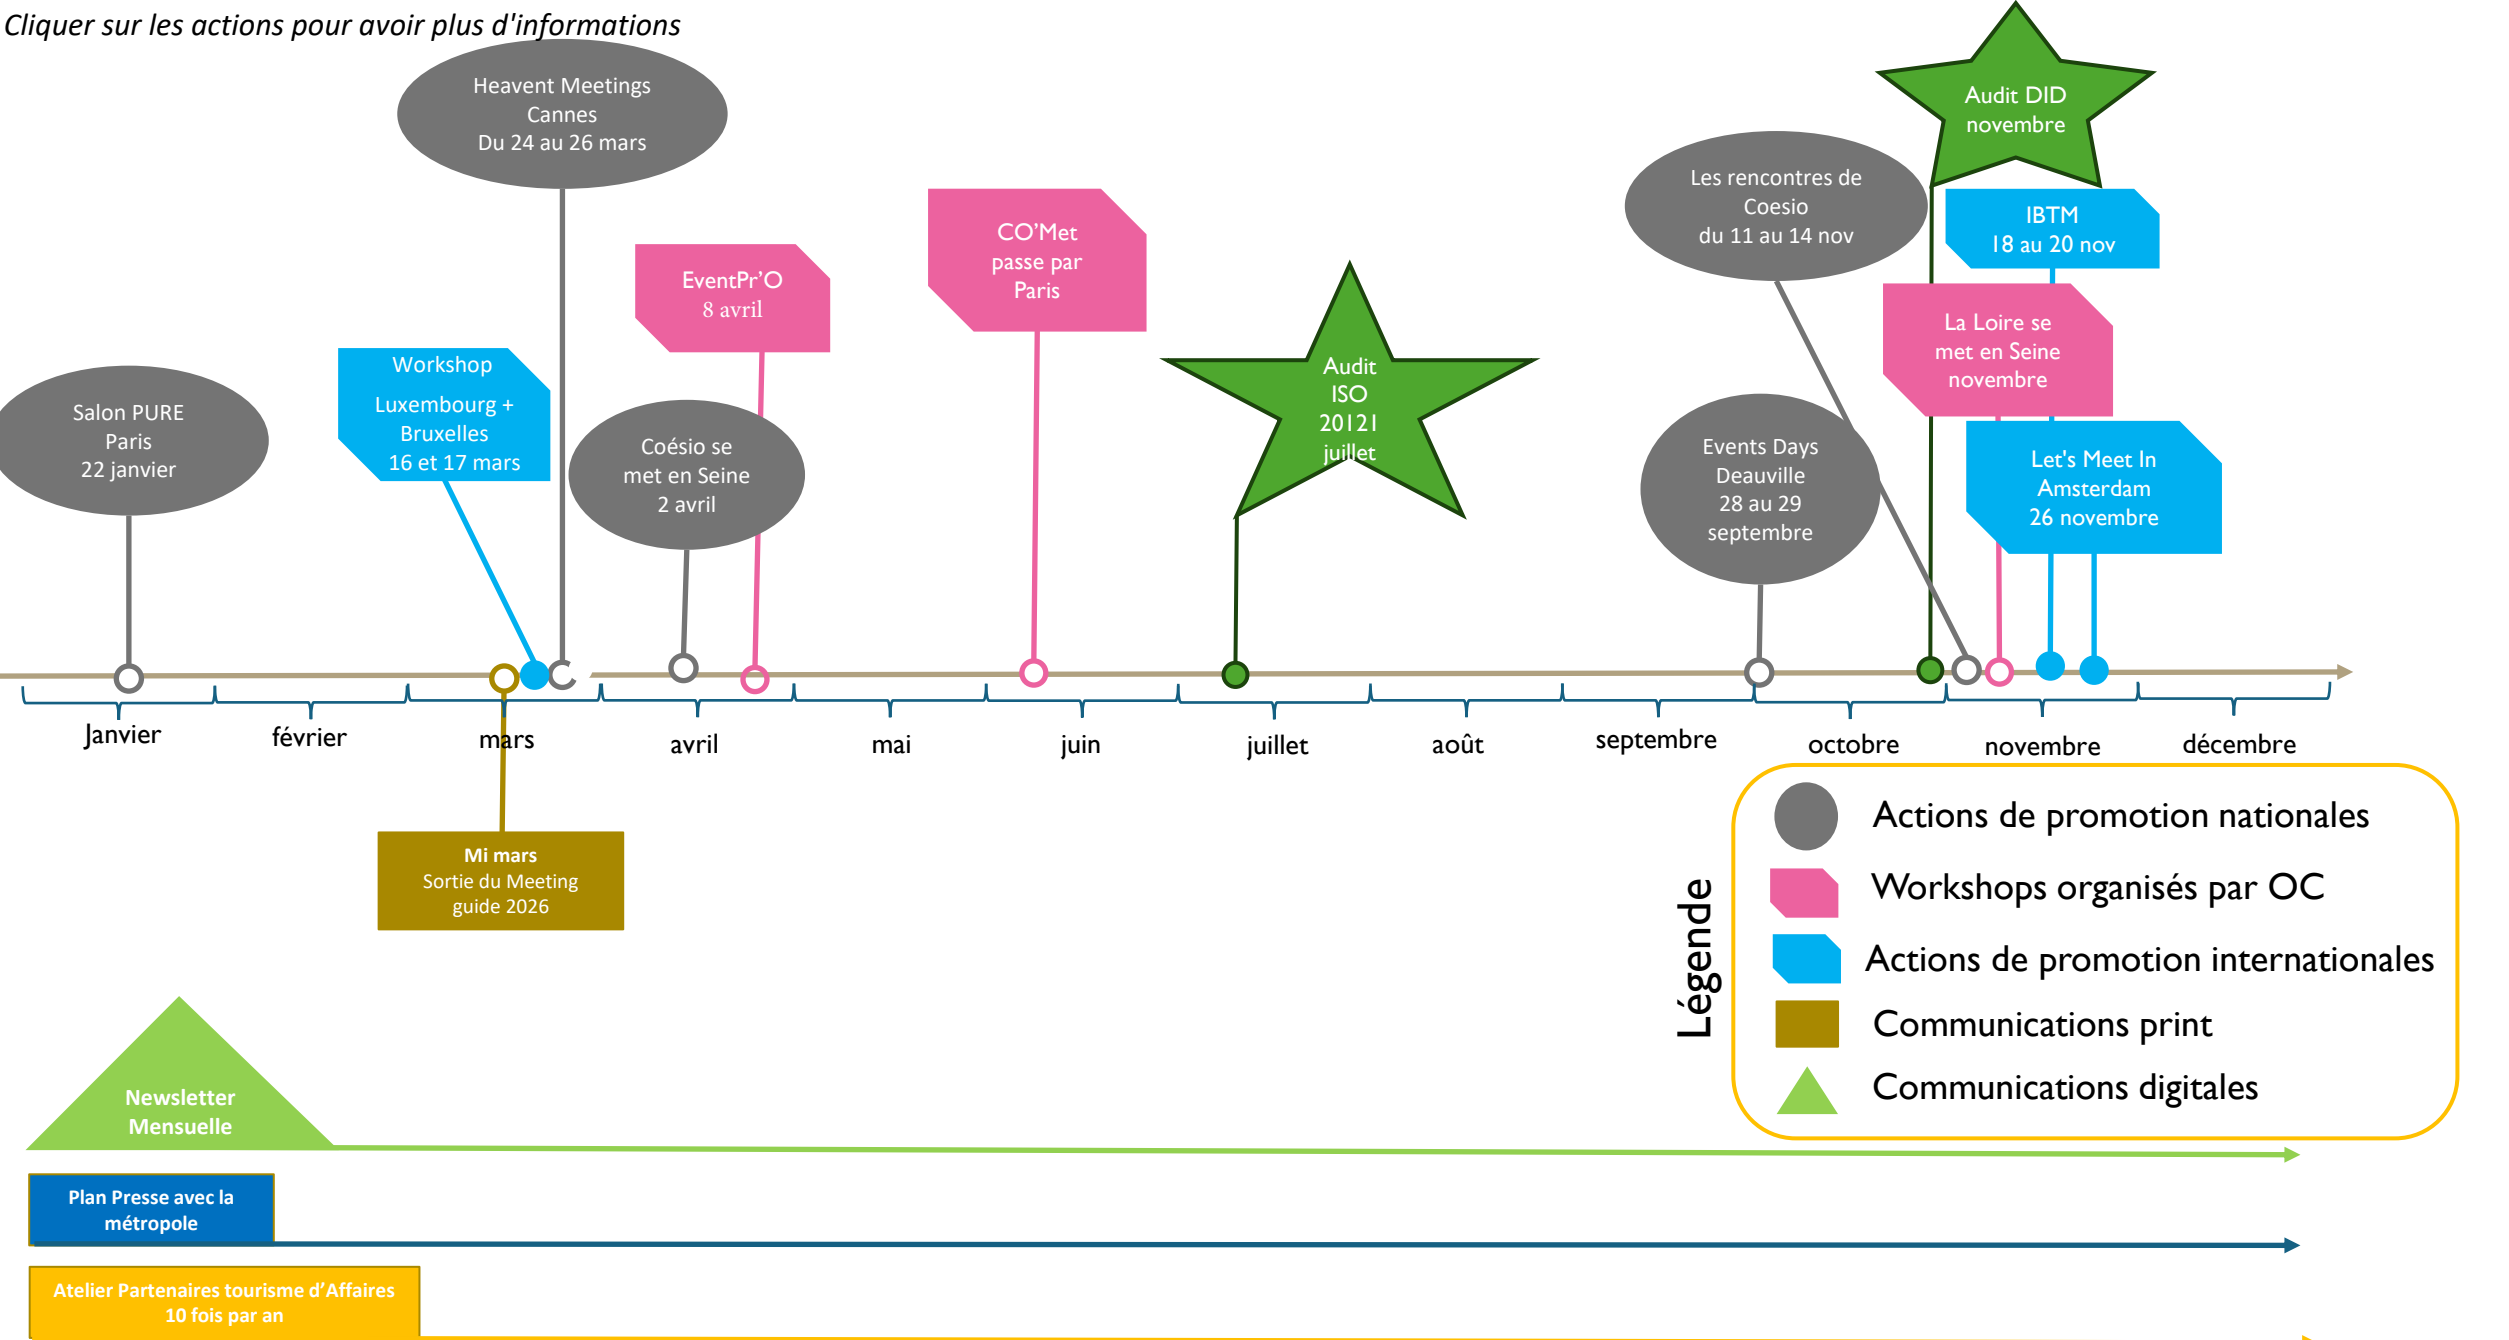 Cliquer sur les actions pour avoir plus d'informations
Heavent Meetings
Cannes
Du 24 au 26 mars
Audit DID
novembre
Les rencontres de
Coesio
du 11 au 14 nov
IBTM
18 au 20 nov
CO’Met
passe par
Paris
EventPr’O
8 avril
La Loire se
met en Seine
novembre
Workshop
Luxembourg +
Bruxelles
16 et 17 mars
Audit
ISO
20121
juillet
Salon PURE
Paris
22 janvier
Coésio se
met en Seine
2 avril
Events Days
Deauville
28 au 29
septembre
Let's Meet In
Amsterdam
26 novembre
Janvier
février
mars
avril
mai
juin
juillet
août
septembre
octobre
novembre
décembre
Mi mars
Sortie du Meeting
guide 2026
Légende
Actions de promotion nationales
Workshops organisés par OC
Actions de promotion internationales
Communications print
Communications digitales
Newsletter
Mensuelle
Plan Presse avec la
métropole
Atelier Partenaires tourisme d’Affaires
10 fois par an